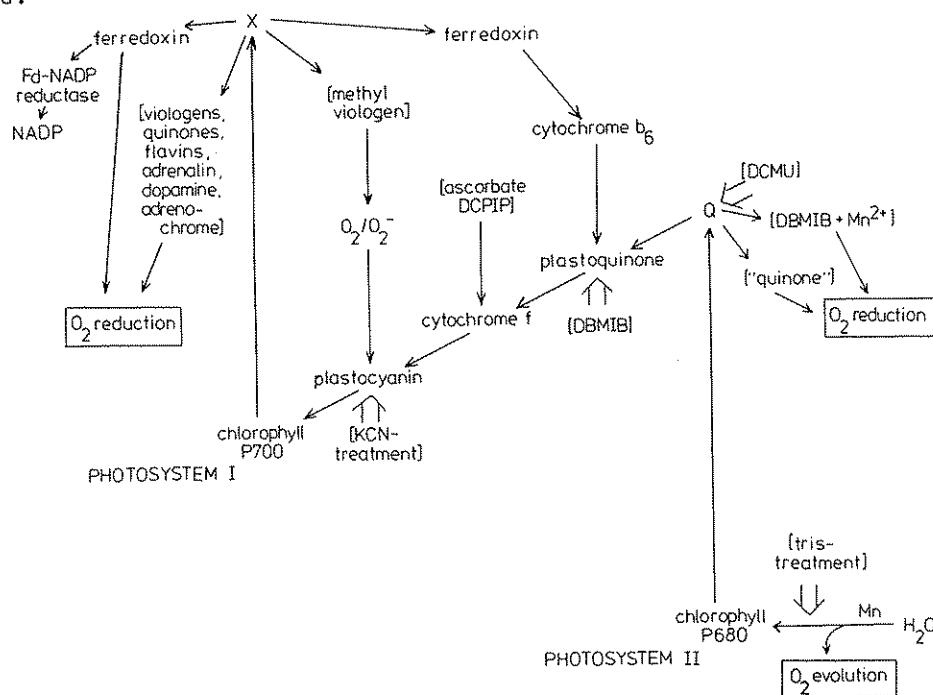 X
ferredoxin
ferredoxin
Fd-NADP
reductase
NADP
[viologens,
quinones,
flavins,
adrenalin,
dopamine,
adreno-
chrome]
[methyl
viologen]
cytochrome b6
[ascorbate
DCPIP]
[DCMU]
Q
[DBMIB + Mn2+]
O2/O2-
plastoquinone
["quinone"]
O2 reduction
cytochrome f
[DBMIB]
O2 reduction
plastocyanin
chlorophyll
P700
[KCN-
treatment]
PHOTOSYSTEM I
[tris-
treatment]
chlorophyll
P680
Mn
H2O
PHOTOSYSTEM II
O2 evolution